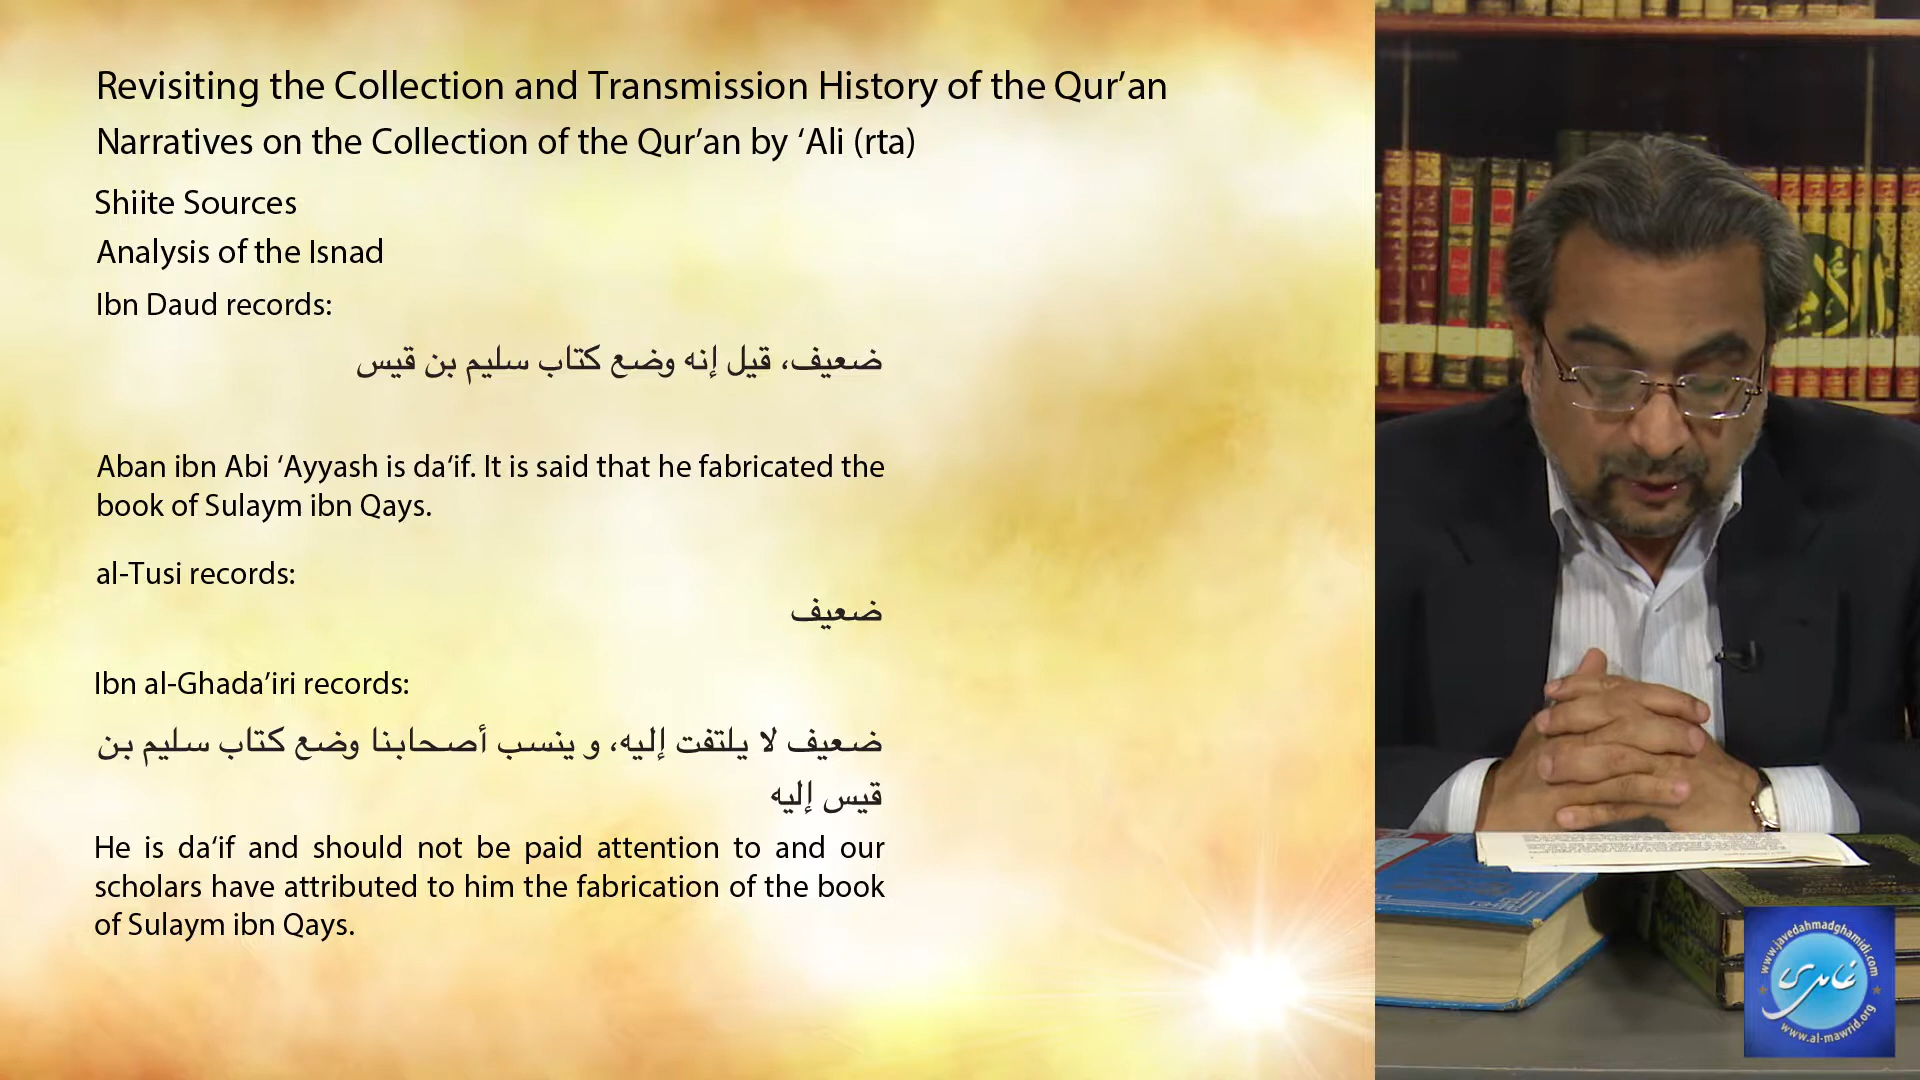 Revisiting the Collection and Transmission History of the Qur’an
Narratives on the Collection of the Qur’an by ‘Ali (rta)
Shiite Sources
Analysis of the Isnad
Ibn Daud records:
ضعيف، قيل إنه وضع كتاب سليم بن قيس
Aban ibn Abi ‘Ayyash is da‘if. It is said that he fabricated the
book of Sulaym ibn Qays.
al-Tusi records:
ضعيف
Ibn al-Ghada’iri records:
ضعيف لا يلتفت إليه، و ينسب أصحابنا وضع كتاب سليم بن
قيس إليه
He is da‘if and should not be paid attention to and our
scholars have attributed to him the fabrication of the book
of Sulaym ibn Qays.
www.javedahmadghamidi.com
غامدی
www.al-mawrid.org